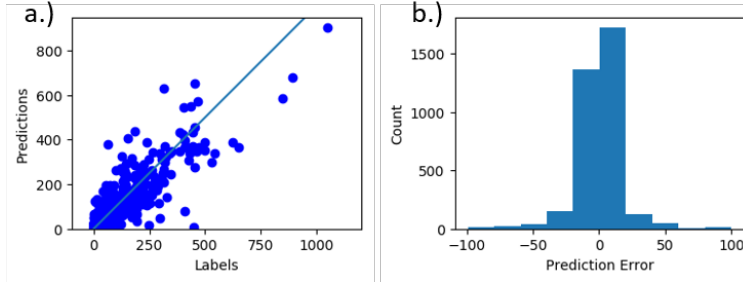 a.)
800
600
400
200
0
Predictions
0 250 500 750 1000
Labels
b.)
1500
1000
500
0
Count
−100 −50 0 50 100
Prediction Error